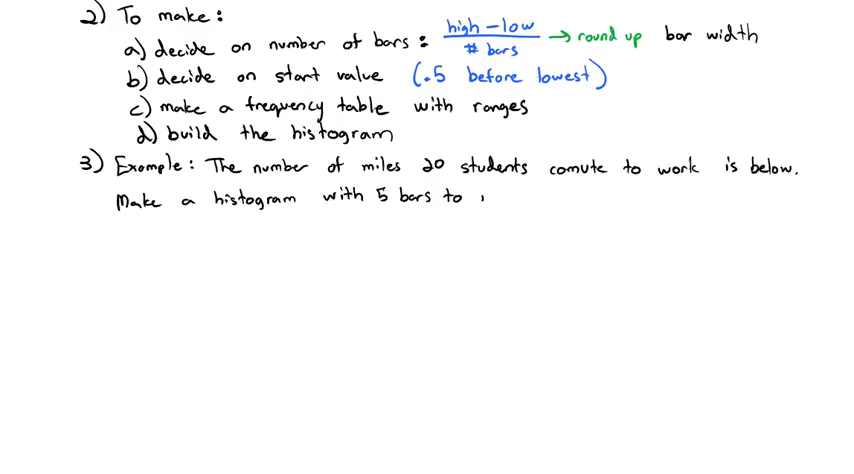 2) To make:
a) decide on number of bars: high - low / # bars → round up bar width
b) decide on start value (.5 before lowest)
c) make a frequency table with ranges
d) build the histogram
3) Example: The number of miles 20 students comute to work is below.
Make a histogram with 5 bars to